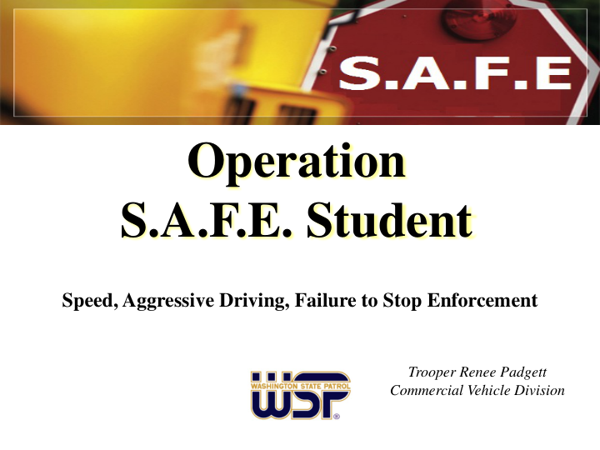 S.A.F.E
Operation
S.A.F.E. Student
Speed, Aggressive Driving, Failure to Stop Enforcement
Trooper Renee Padgett
Commercial Vehicle Division
WASHINGTON STATE PATROL
WSP®